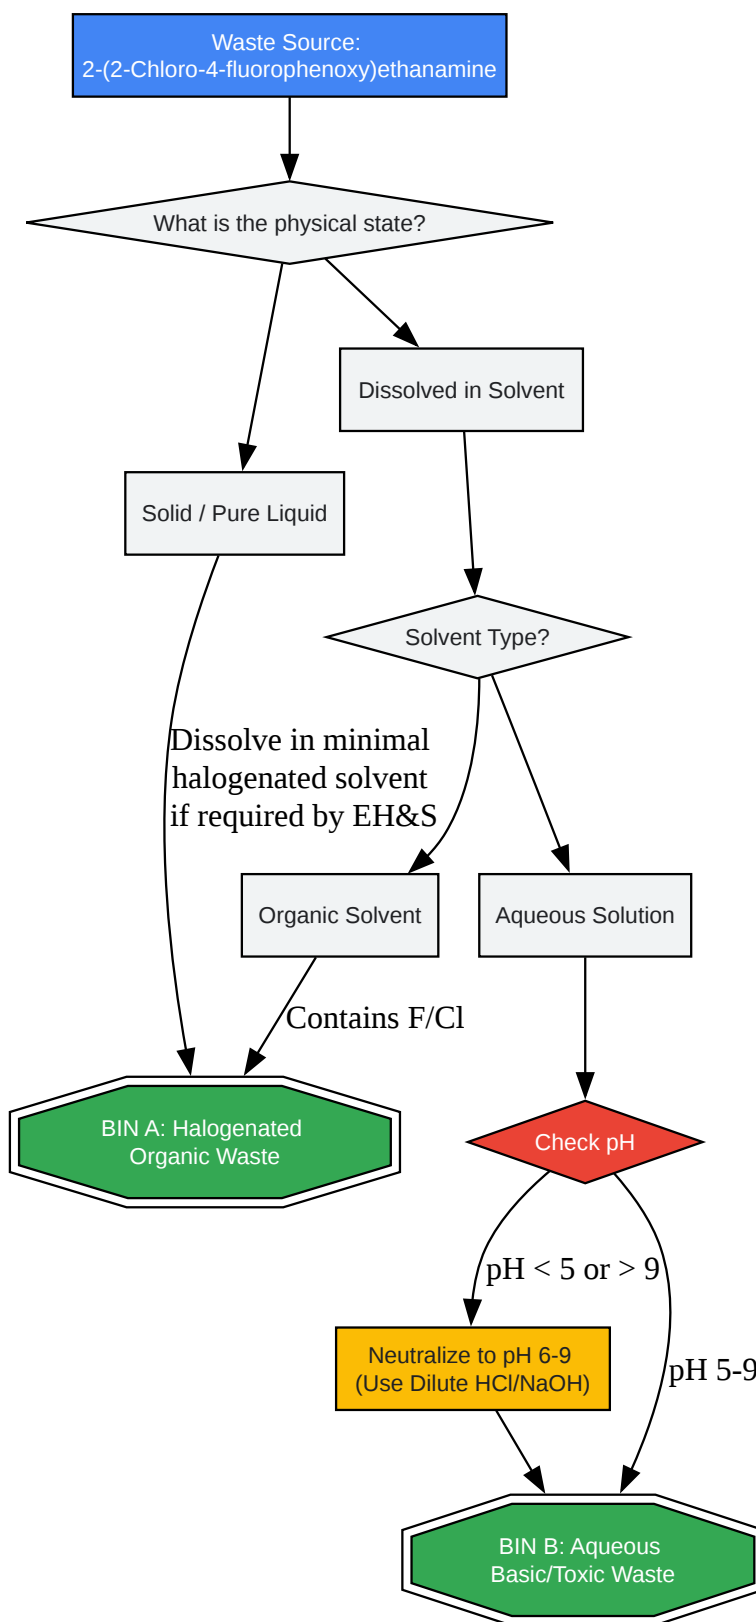 Waste Source:
2-(2-Chloro-4-fluorophenoxy)ethanamine
What is the physical state?
Dissolved in Solvent
Solid / Pure Liquid
Solvent Type?
Dissolve in minimal
halogenated solvent
if required by EH&S
Organic Solvent
Aqueous Solution
Contains F/Cl
BIN A: Halogenated
Organic Waste
Check pH
pH < 5 or > 9
Neutralize to pH 6-9
(Use Dilute HCl/NaOH)
pH 5-9
BIN B: Aqueous
Basic/Toxic Waste